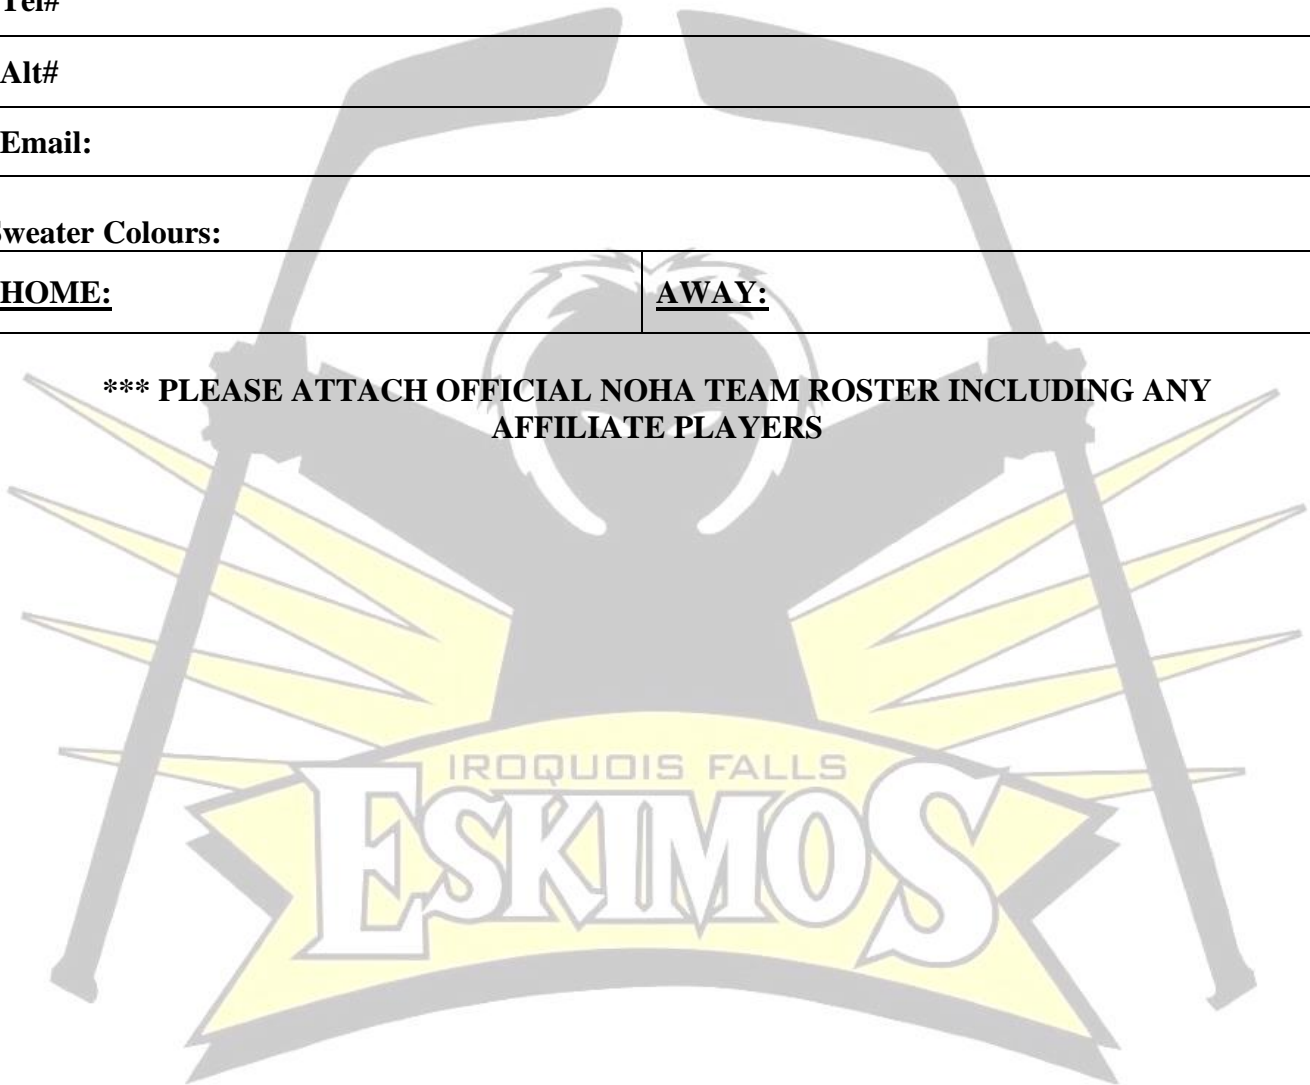 Tel#
Alt#
Email:
Sweater Colours:
HOME: AWAY:
*** PLEASE ATTACH OFFICIAL NOHA TEAM ROSTER INCLUDING ANY
AFFILIATE PLAYERS
IROQUOIS FALLS
ESKIMOS